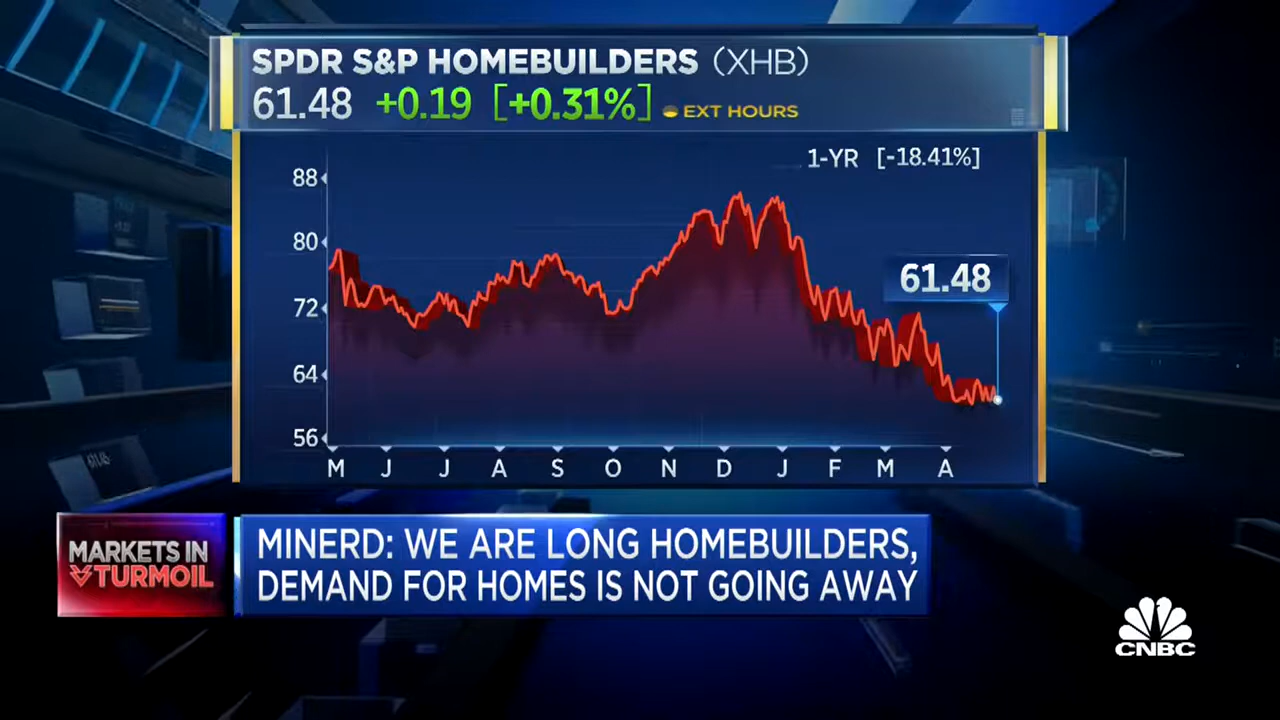 SPDR S&P HOMEBUILDERS (XHB)
61.48 +0.19 [+0.31%] EXT HOURS
1-YR [-18.41%]
88
80
61.48
72
64
56
M J J A S O N D J F M A
MARKETS IN
TURMOIL
MINERD: WE ARE LONG HOMEBUILDERS,
DEMAND FOR HOMES IS NOT GOING AWAY
CNBC